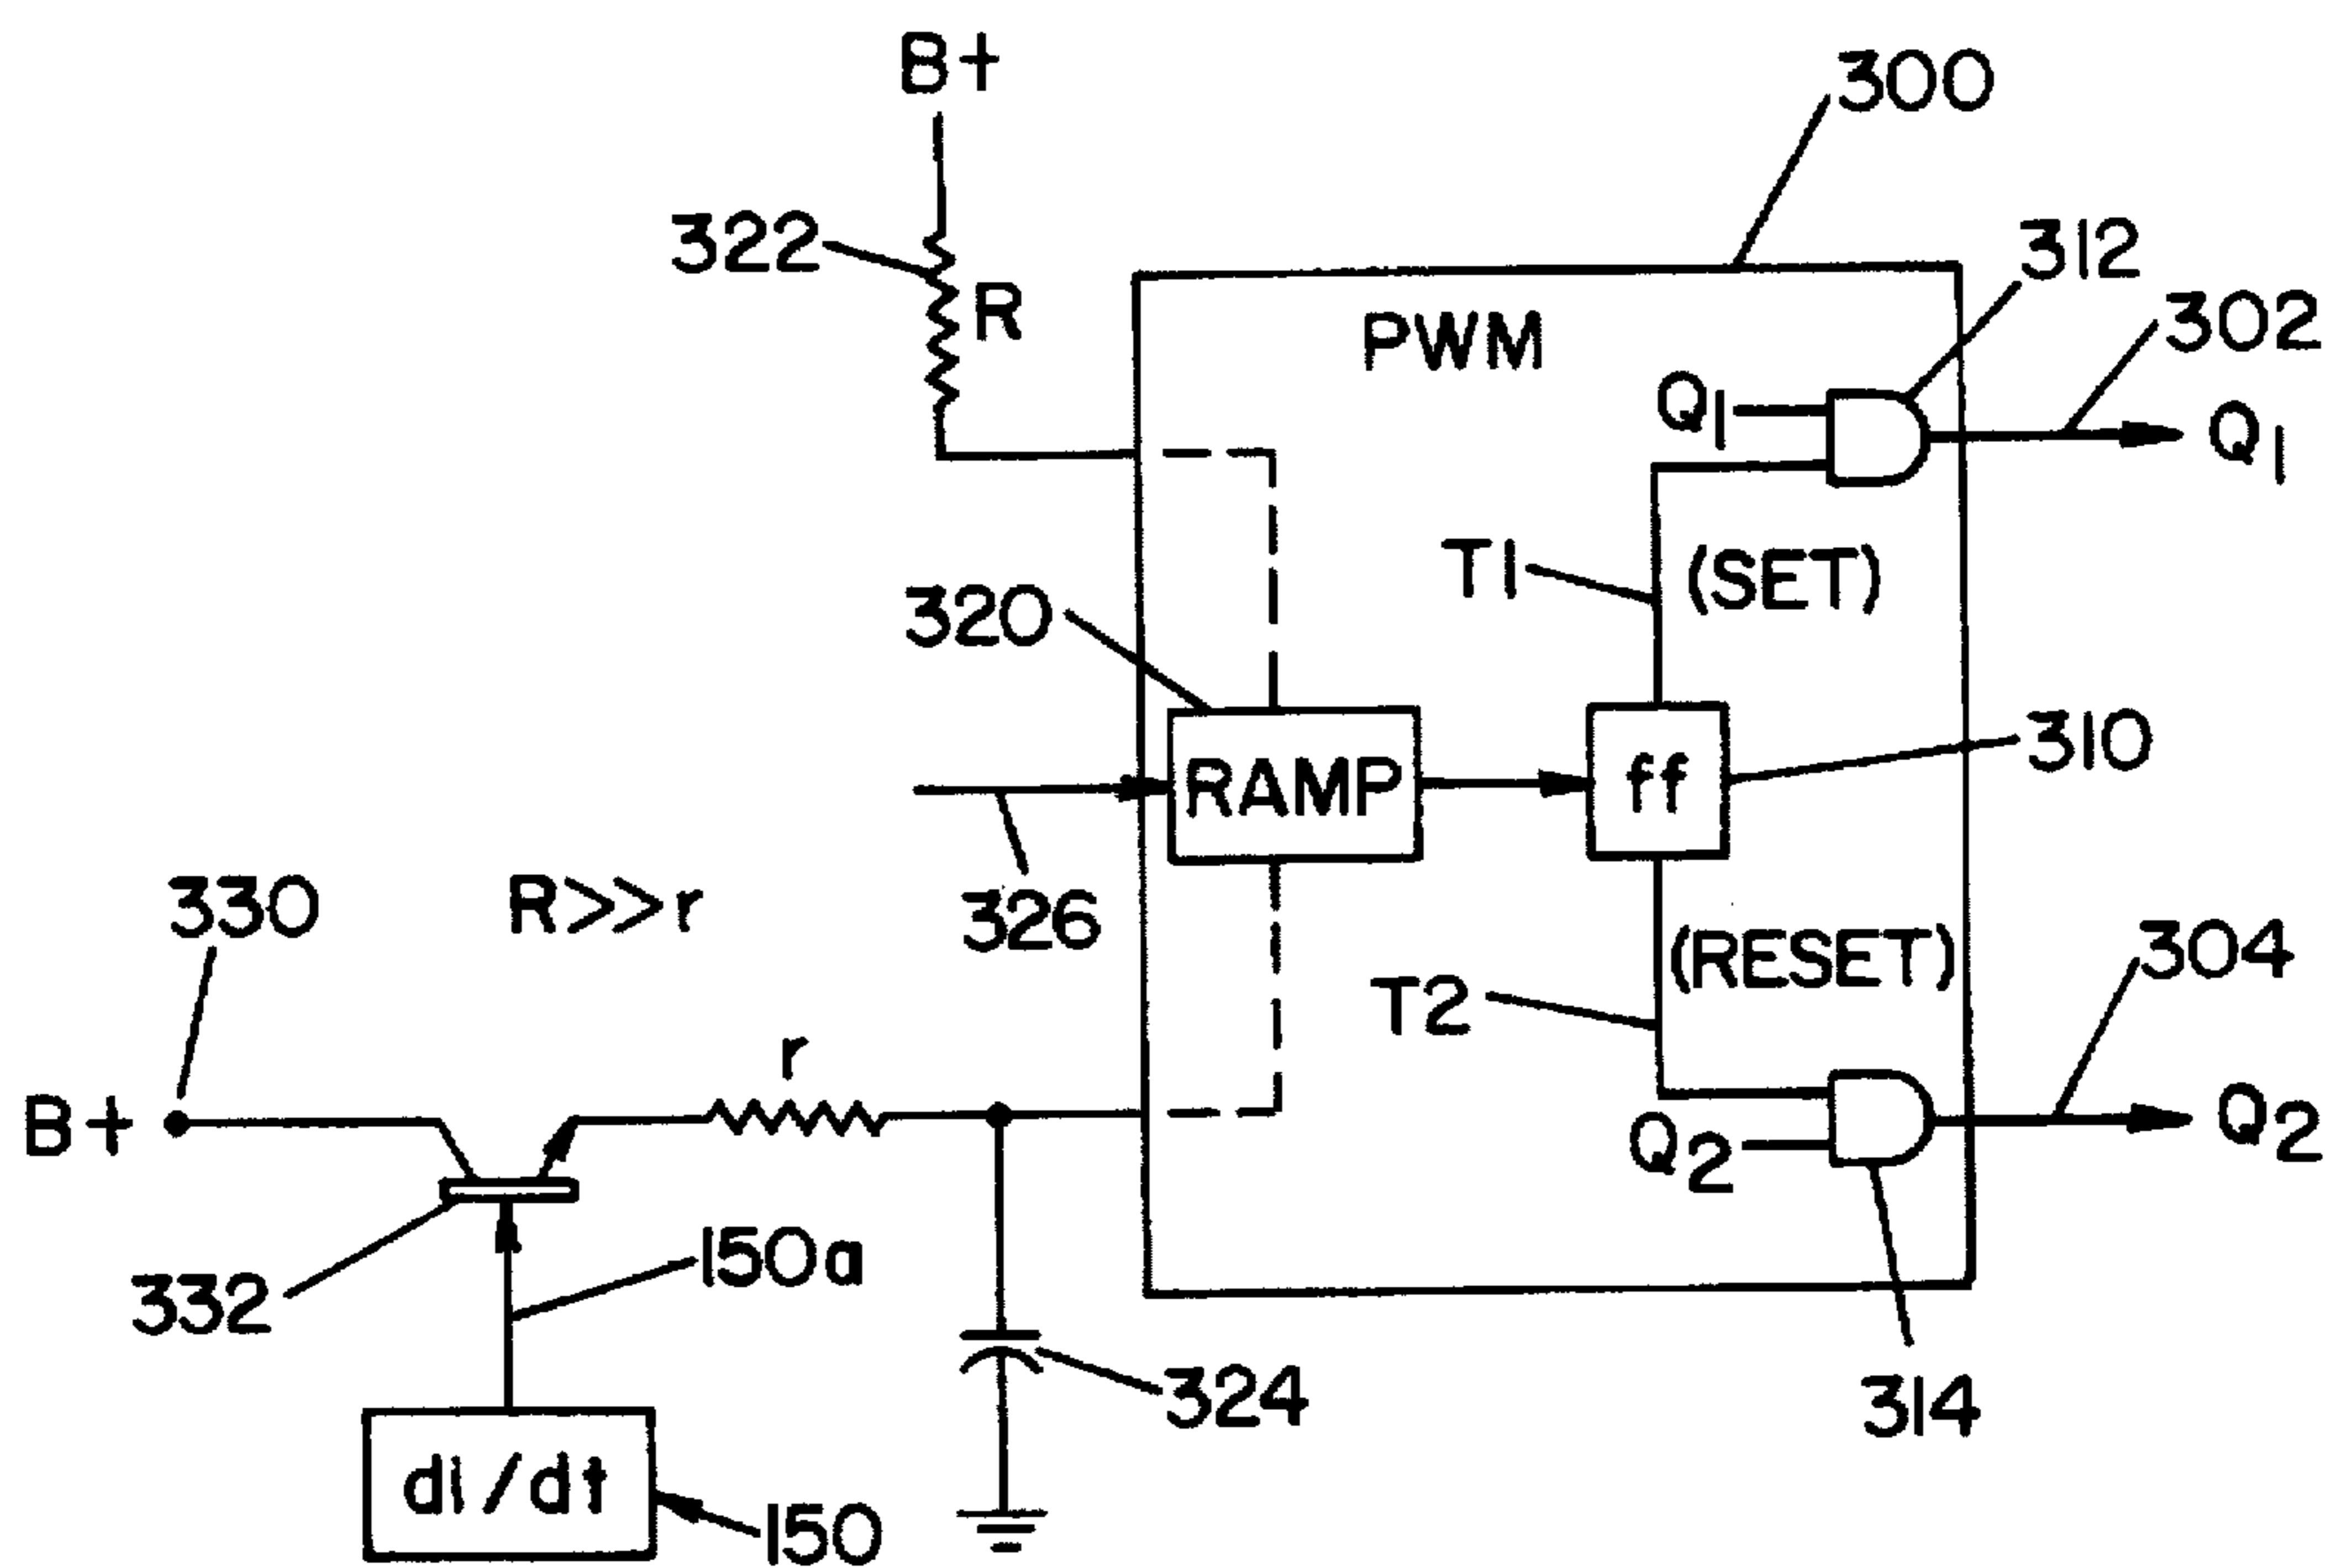 B+
300
322
R
312
302
PWM
Q1
Q1
T1
(SET)
320
310
RAMP
ff
326
330
R>>r
(RESET)
304
T2
r
B+
Q2
Q2
150a
332
324
314
di/dt
150